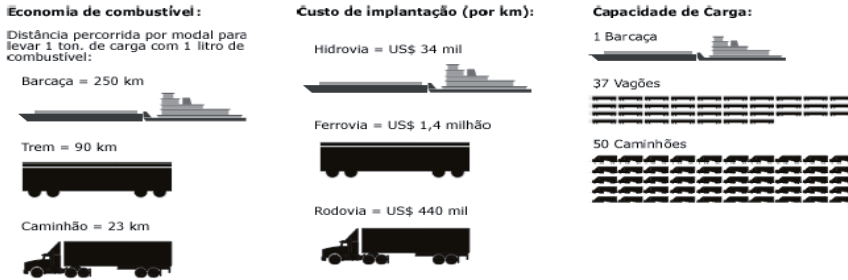 Economia de combustível:
Distância percorrida por modal para
levar 1 ton. de carga com 1 litro de
combustível:
Barcaça = 250 km
Trem = 90 km
Caminhão = 23 km
Custo de implantação (por km):
Hidrovia = US$ 34 mil
Ferrovia = US$ 1,4 milhão
Rodovia = US$ 440 mil
Capacidade de Carga:
1 Barcaça
37 Vagões
50 Caminhões